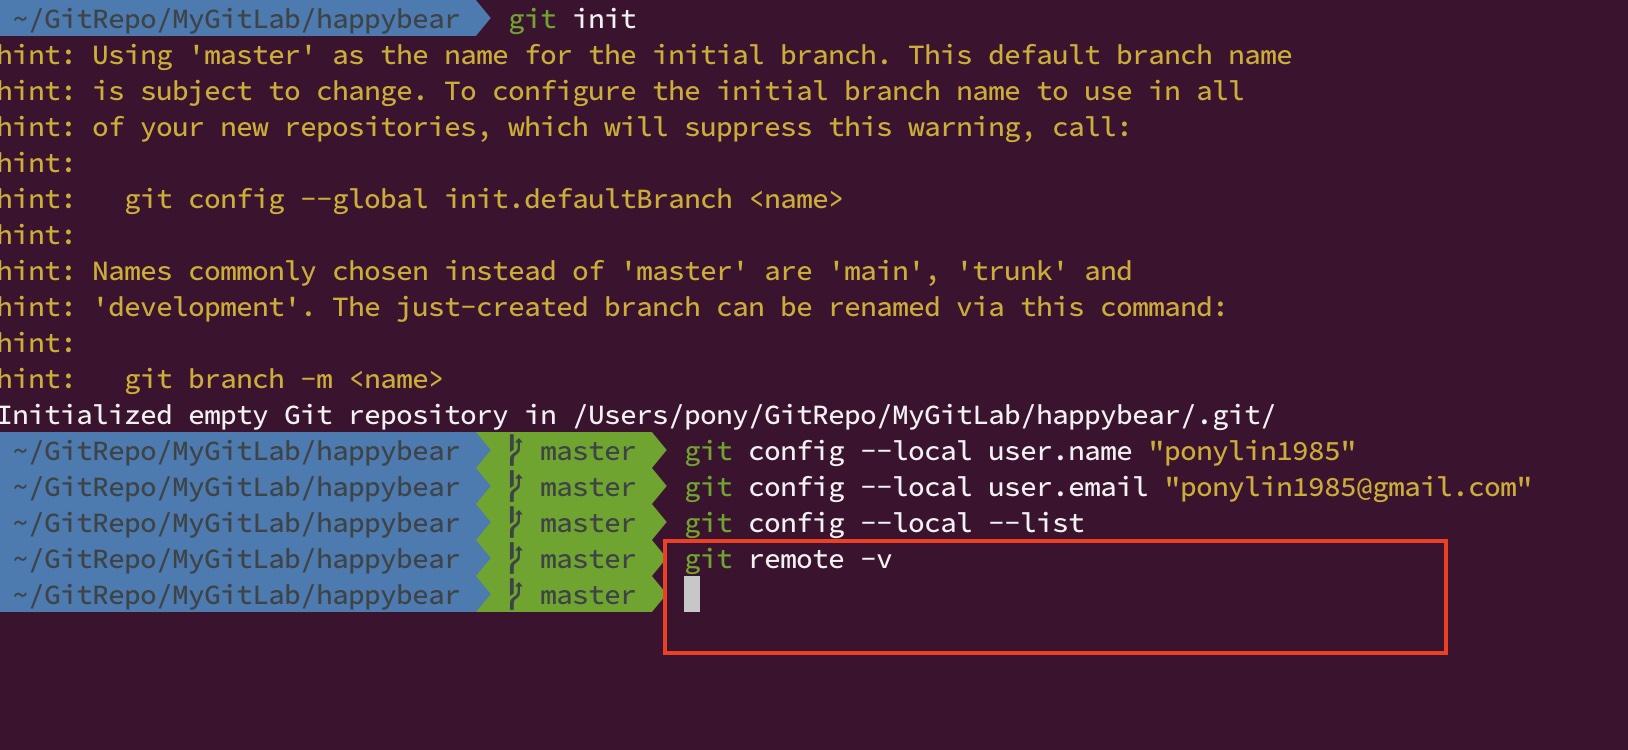 ~/GitRepo/MyGitLab/happybear git init
hint: Using 'master' as the name for the initial branch. This default branch name
hint: is subject to change. To configure the initial branch name to use in all
hint: of your new repositories, which will suppress this warning, call:
hint:
hint:   git config --global init.defaultBranch <name>
hint:
hint: Names commonly chosen instead of 'master' are 'main', 'trunk' and
hint: 'development'. The just-created branch can be renamed via this command:
hint:
hint:   git branch -m <name>
Initialized empty Git repository in /Users/pony/GitRepo/MyGitLab/happybear/.git/
~/GitRepo/MyGitLab/happybear master git config --local user.name "ponylin1985"
~/GitRepo/MyGitLab/happybear master git config --local user.email "ponylin1985@gmail.com"
~/GitRepo/MyGitLab/happybear master git config --local --list
~/GitRepo/MyGitLab/happybear master git remote -v
~/GitRepo/MyGitLab/happybear master